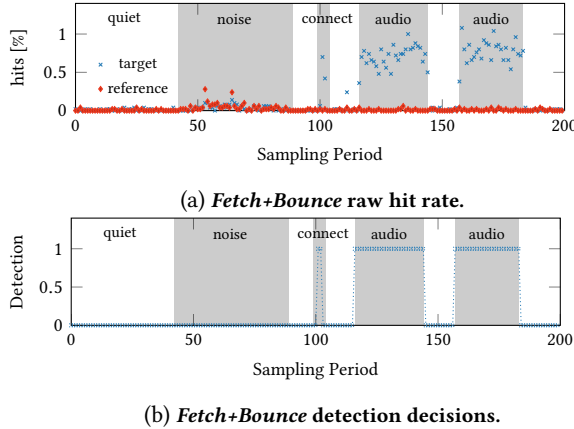 quiet noise connect audio audio
hits [%]
1
0.5
0
target
reference
0 50 100 150 200
Sampling Period
(a) Fetch+Bounce raw hit rate.
quiet noise connect audio audio
Detection
1
0.5
0
0 50 100 150 200
Sampling Period
(b) Fetch+Bounce detection decisions.